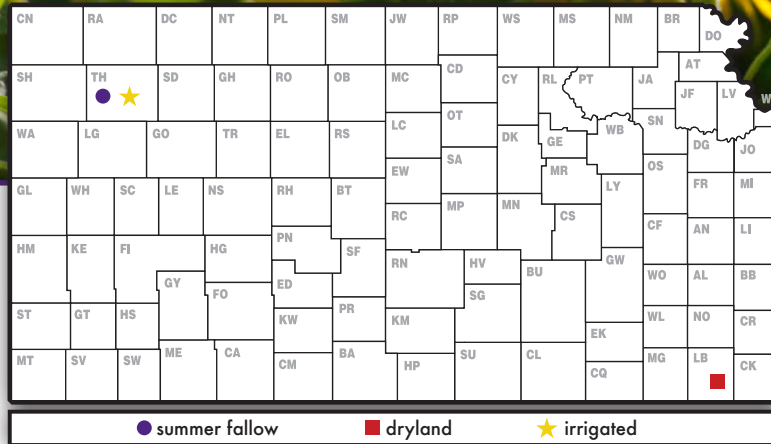 CN RA DC NT PL SM JW RP WS MS NM BR DO
SH TH SD GH RO OB MC CD CY RL PT JA AT
JF LV W
WA LG GO TR EL RS LC OT DK GE WB SN DG JO
EW SA MR OS
GL WH SC LE NS RH BT RC MP MN CS LY FR MI
HM KE FI HG PN SF RN HV BU GW CF AN LI
GY FO ED SG WO AL BB
ST GT HS KW PR KM EK WL NO CR
MT SV SW ME CA CM BA HP SU CL CQ MG LB CK
summer fallow dryland irrigated